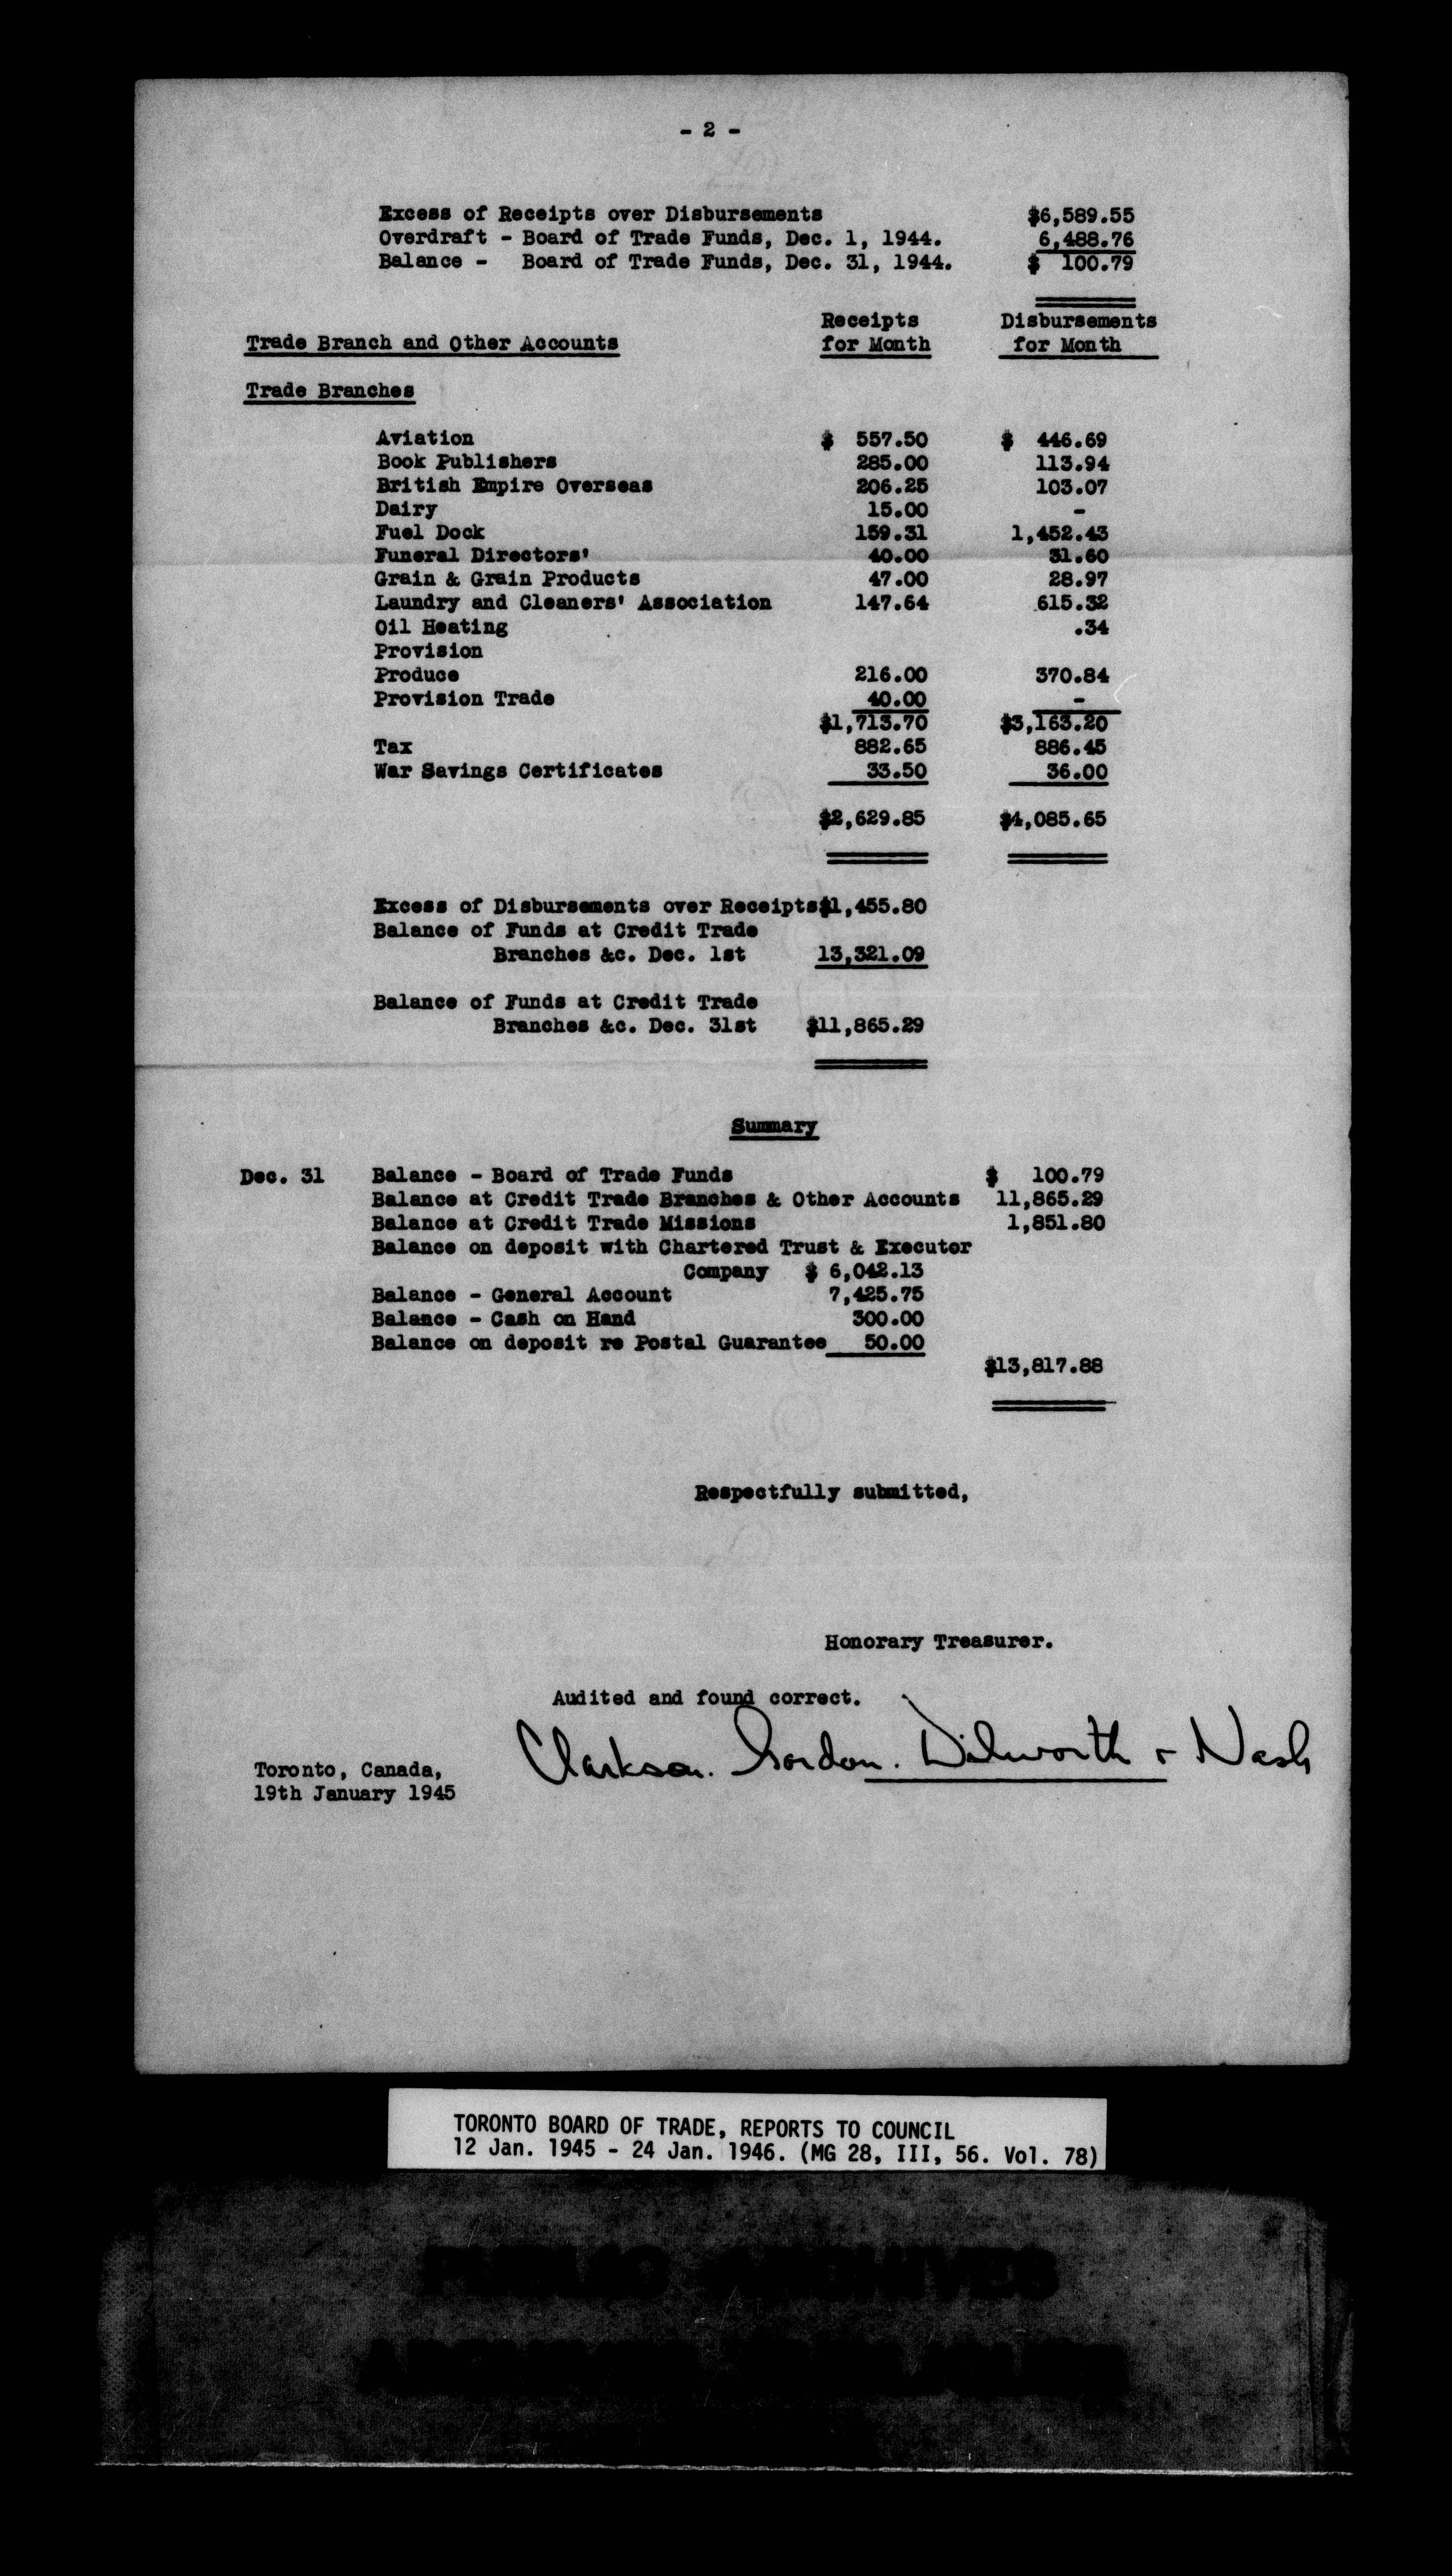 - 2 -
Excess of Receipts over Disbursements $6,589.55
Overdraft - Board of Trade Funds, Dec. 1, 1944. 6,488.76
Balance - Board of Trade Funds, Dec. 31, 1944. $ 100.79
Receipts Disbursements
Trade Branch and Other Accounts for Month for Month
Trade Branches
Aviation $ 557.50 $ 446.69
Book Publishers 285.00 113.94
British Empire Overseas 206.25 103.07
Dairy 15.00 -
Fuel Dock 159.31 1,452.43
Funeral Directors' 40.00 31.60
Grain & Grain Products 47.00 28.97
Laundry and Cleaners' Association 147.64 615.32
Oil Heating .34
Provision
Produce 216.00 370.84
Provision Trade 40.00 -
$1,713.70 $3,163.20
Tax 882.65 886.45
War Savings Certificates 33.50 36.00
$2,629.85 $4,085.65
Excess of Disbursements over Receipts $1,455.80
Balance of Funds at Credit Trade
Branches &c. Dec. 1st 13,321.09
Balance of Funds at Credit Trade
Branches &c. Dec. 31st $11,865.29
Summary
Dec. 31 Balance - Board of Trade Funds $ 100.79
Balance at Credit Trade Branches & Other Accounts 11,865.29
Balance at Credit Trade Missions 1,851.80
Balance on deposit with Chartered Trust & Executor
Company $ 6,042.13
Balance - General Account 7,425.75
Balance - Cash on Hand 300.00
Balance on deposit re Postal Guarantee 50.00
$13,817.88
Respectfully submitted,
Honorary Treasurer.
Audited and found correct.
Clarkson. Gordon. Dilworth & Nash
Toronto, Canada,
19th January 1945
TORONTO BOARD OF TRADE, REPORTS TO COUNCIL
12 Jan. 1945 - 24 Jan. 1946. (MG 28, III, 56. Vol. 78)
PUBLIC ARCHIVES